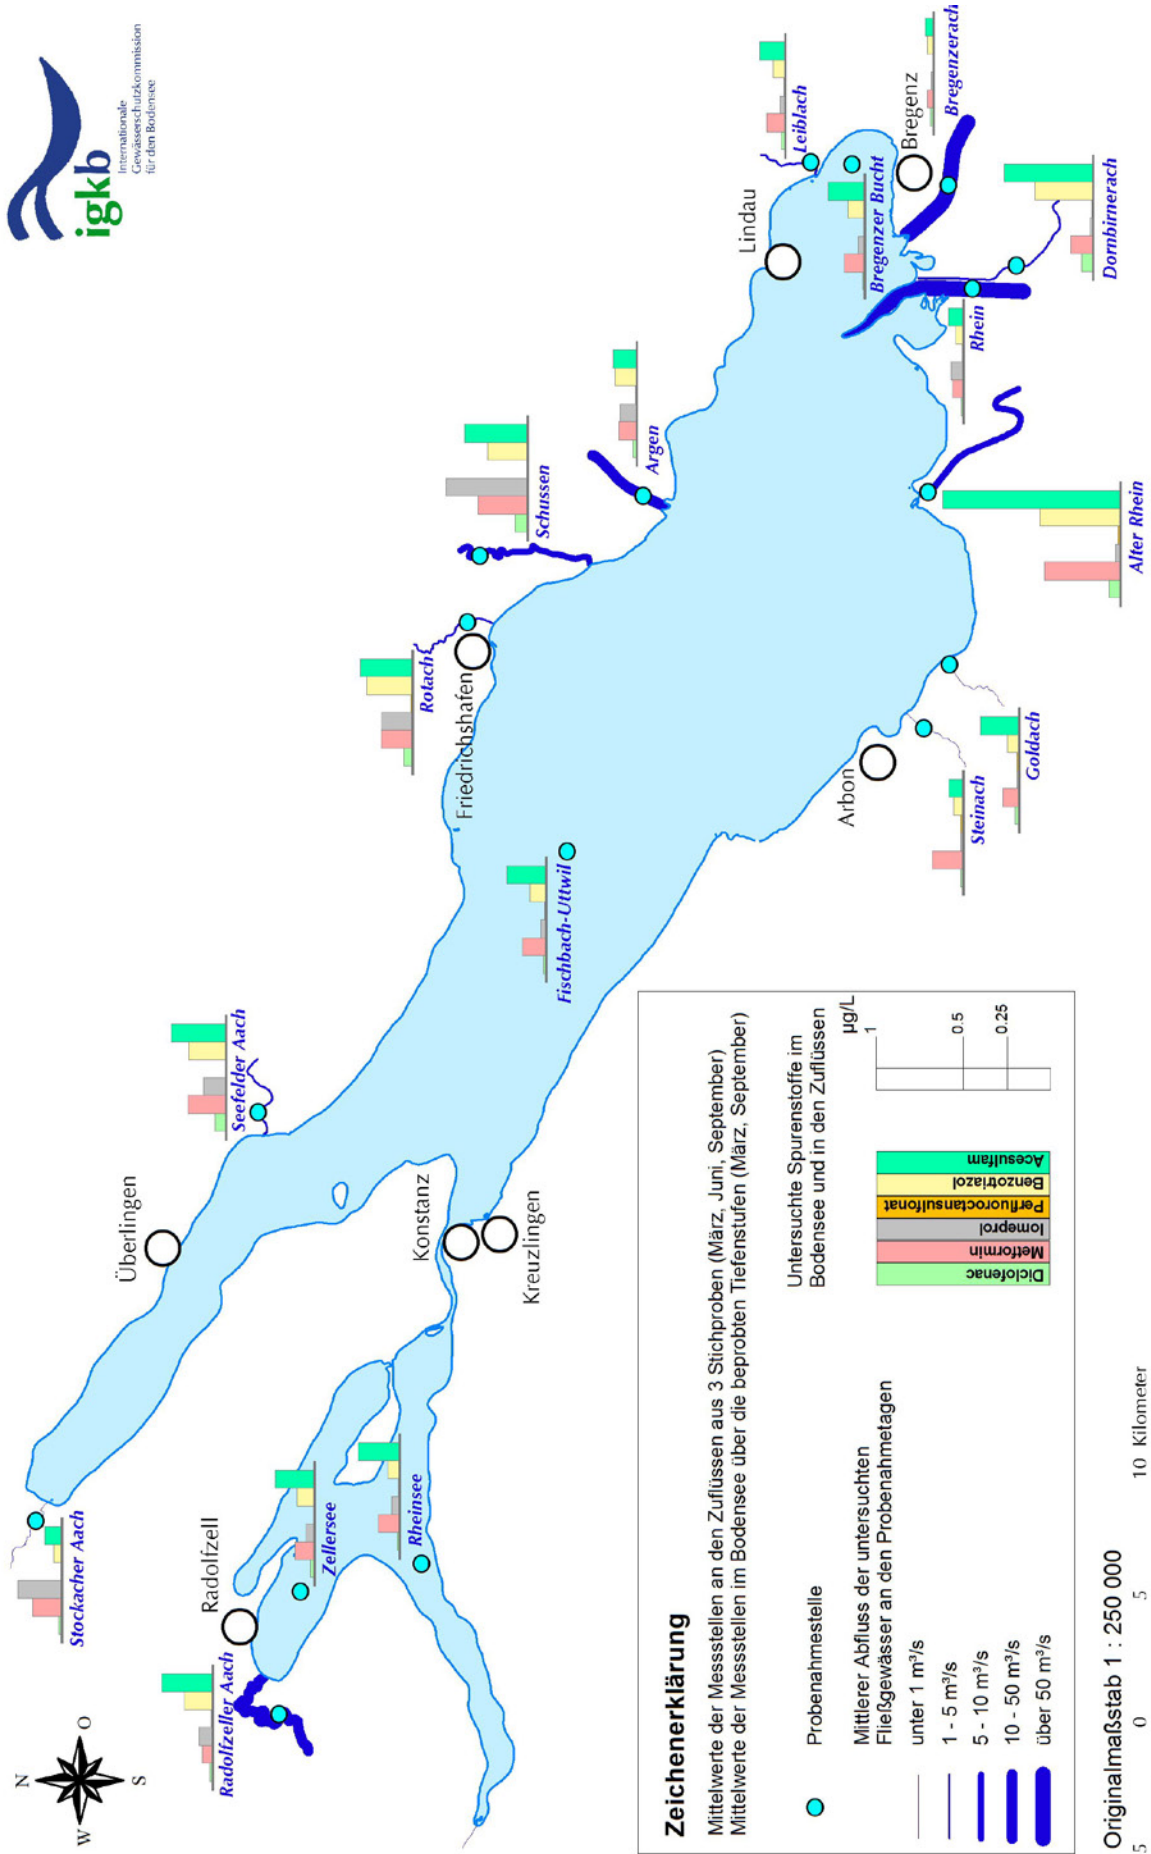 igkb
Internationale
Gewässerschutzkommission
für den Bodensee
N
W
O
S
Stockacher Aach
Überlingen
Seefelder Aach
Radolfzell
Radolfzeller Aach
Zellersee
Rheinsee
Konstanz
Kreuzlingen
Rotach
Friedrichshafen
Fischbach-Uttwil
Schussen
Argen
Lindau
Leiblach
Bregenzer Bucht
Bregenz
Bregenzerach
Dornbirnerach
Rhein
Alter Rhein
Goldach
Steinach
Arbon
Zeichenerklärung
Mittelwerte der Messstellen an den Zuflüssen aus 3 Stichproben (März, Juni, September)
Mittelwerte der Messstellen im Bodensee über die beprobten Tiefenstufen (März, September)
Probenahmestelle
Mittlerer Abfluss der untersuchten
Fließgewässer an den Probenahmetagen
unter 1 m³/s
1 - 5 m³/s
5 - 10 m³/s
10 - 50 m³/s
über 50 m³/s
Untersuchte Spurenstoffe im
Bodensee und in den Zuflüssen
Diclofenac
Metformin
Iomeprol
Perfluoroctansulfonat
Benzotriazol
Acesulfam
µg/L
1
0.5
0.25
Originalmaßstab 1 : 250 000
5 0 5 10 Kilometer